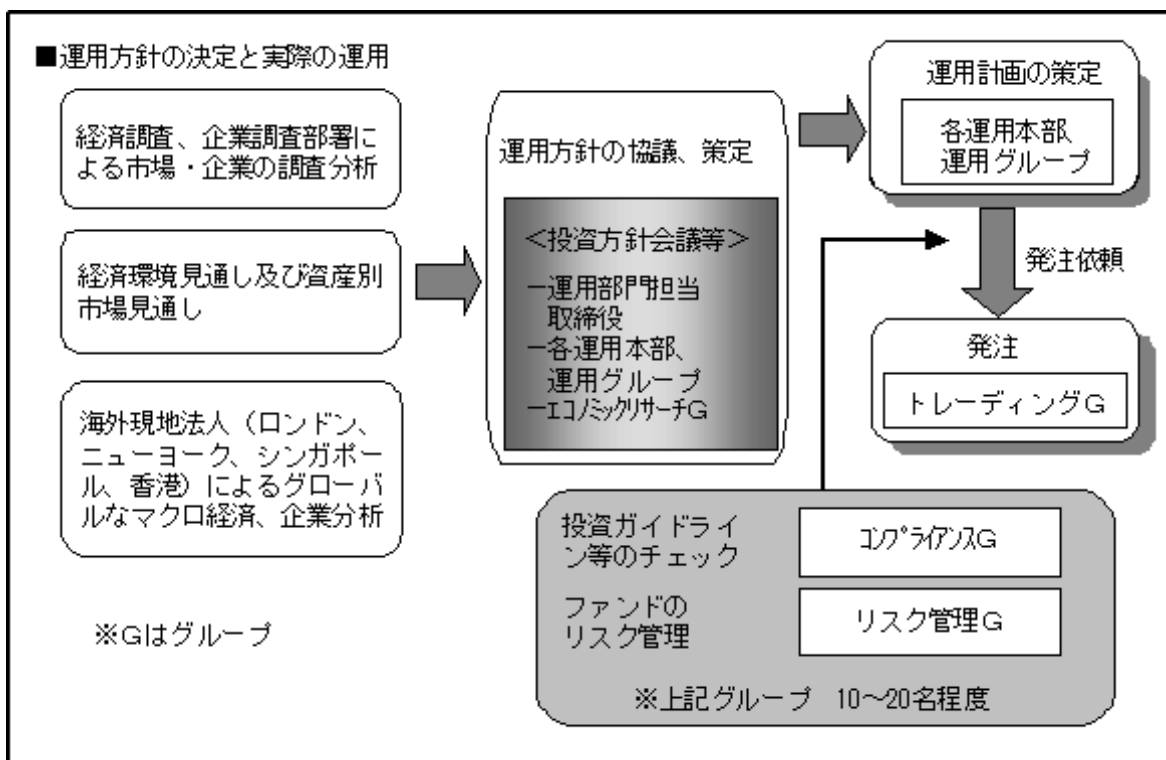 ■運用方針の決定と実際の運用
経済調査、企業調査部署に
よる市場・企業の調査分析
経済環境見通し及び資産別
市場見通し
海外現地法人（ロンドン、
ニューヨーク、シンガポー
ル、香港）によるグローバ
ルなマクロ経済、企業分析
※Gはグループ
運用方針の協議、策定
＜投資方針会議等＞
－運用部門担当
取締役
－各運用本部、
運用グループ
－ｴｺﾉﾐｯｸﾘｻｰﾁG
運用計画の策定
各運用本部、
運用グループ
発注依頼
発注
トレーディングG
投資ガイドライ
ン等のチェック
ｺﾝﾌﾟﾗｲｱﾝｽG
ファンドの
リスク管理
リスク管理G
※上記グループ　10～20名程度